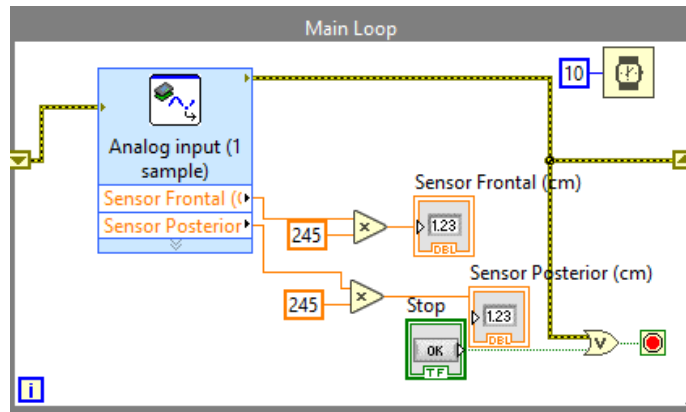 Main Loop
10
Analog input (1
sample)
Sensor Frontal (
Sensor Posterior
Sensor Frontal (cm)
245
×
1.23
DBL
Sensor Posterior (cm)
245
×
Stop
1.23
DBL
OK
TF
V
i